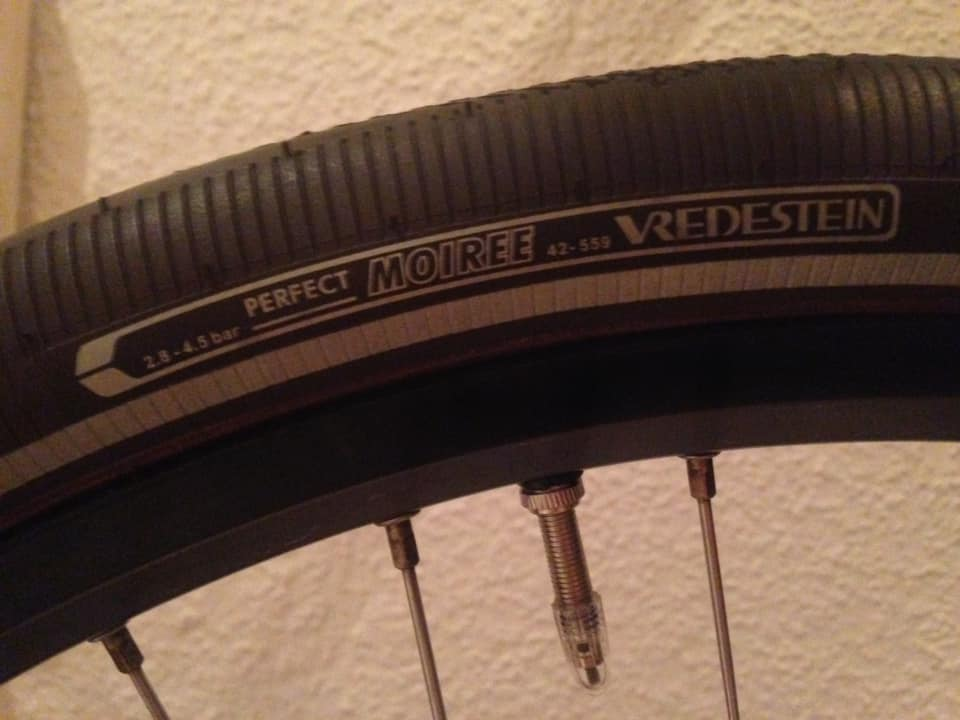 2.8-4.5 bar PERFECT MOIREE 42-559 VREDESTEIN